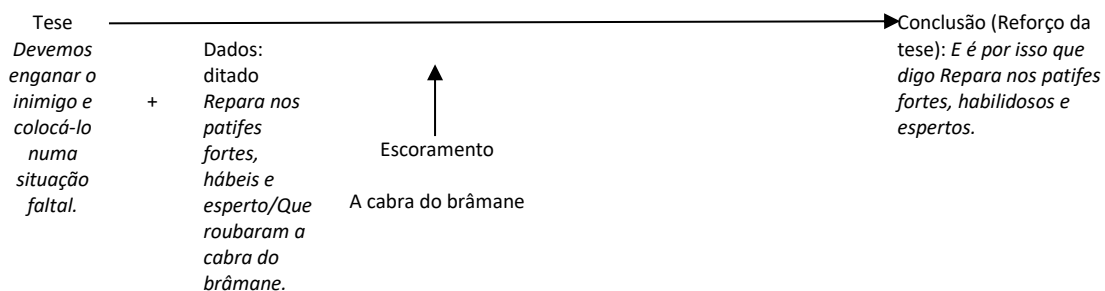 Tese
Devemos
enganar o
inimigo e
colocá-lo
numa
situação
faltal.
+
Dados:
ditado
Repara nos
patifes
fortes,
hábeis e
esperto/Que
roubaram a
cabra do
brâmane.
Escoramento
A cabra do brâmane
Conclusão (Reforço da
tese): E é por isso que
digo Repara nos patifes
fortes, habilidosos e
espertos.